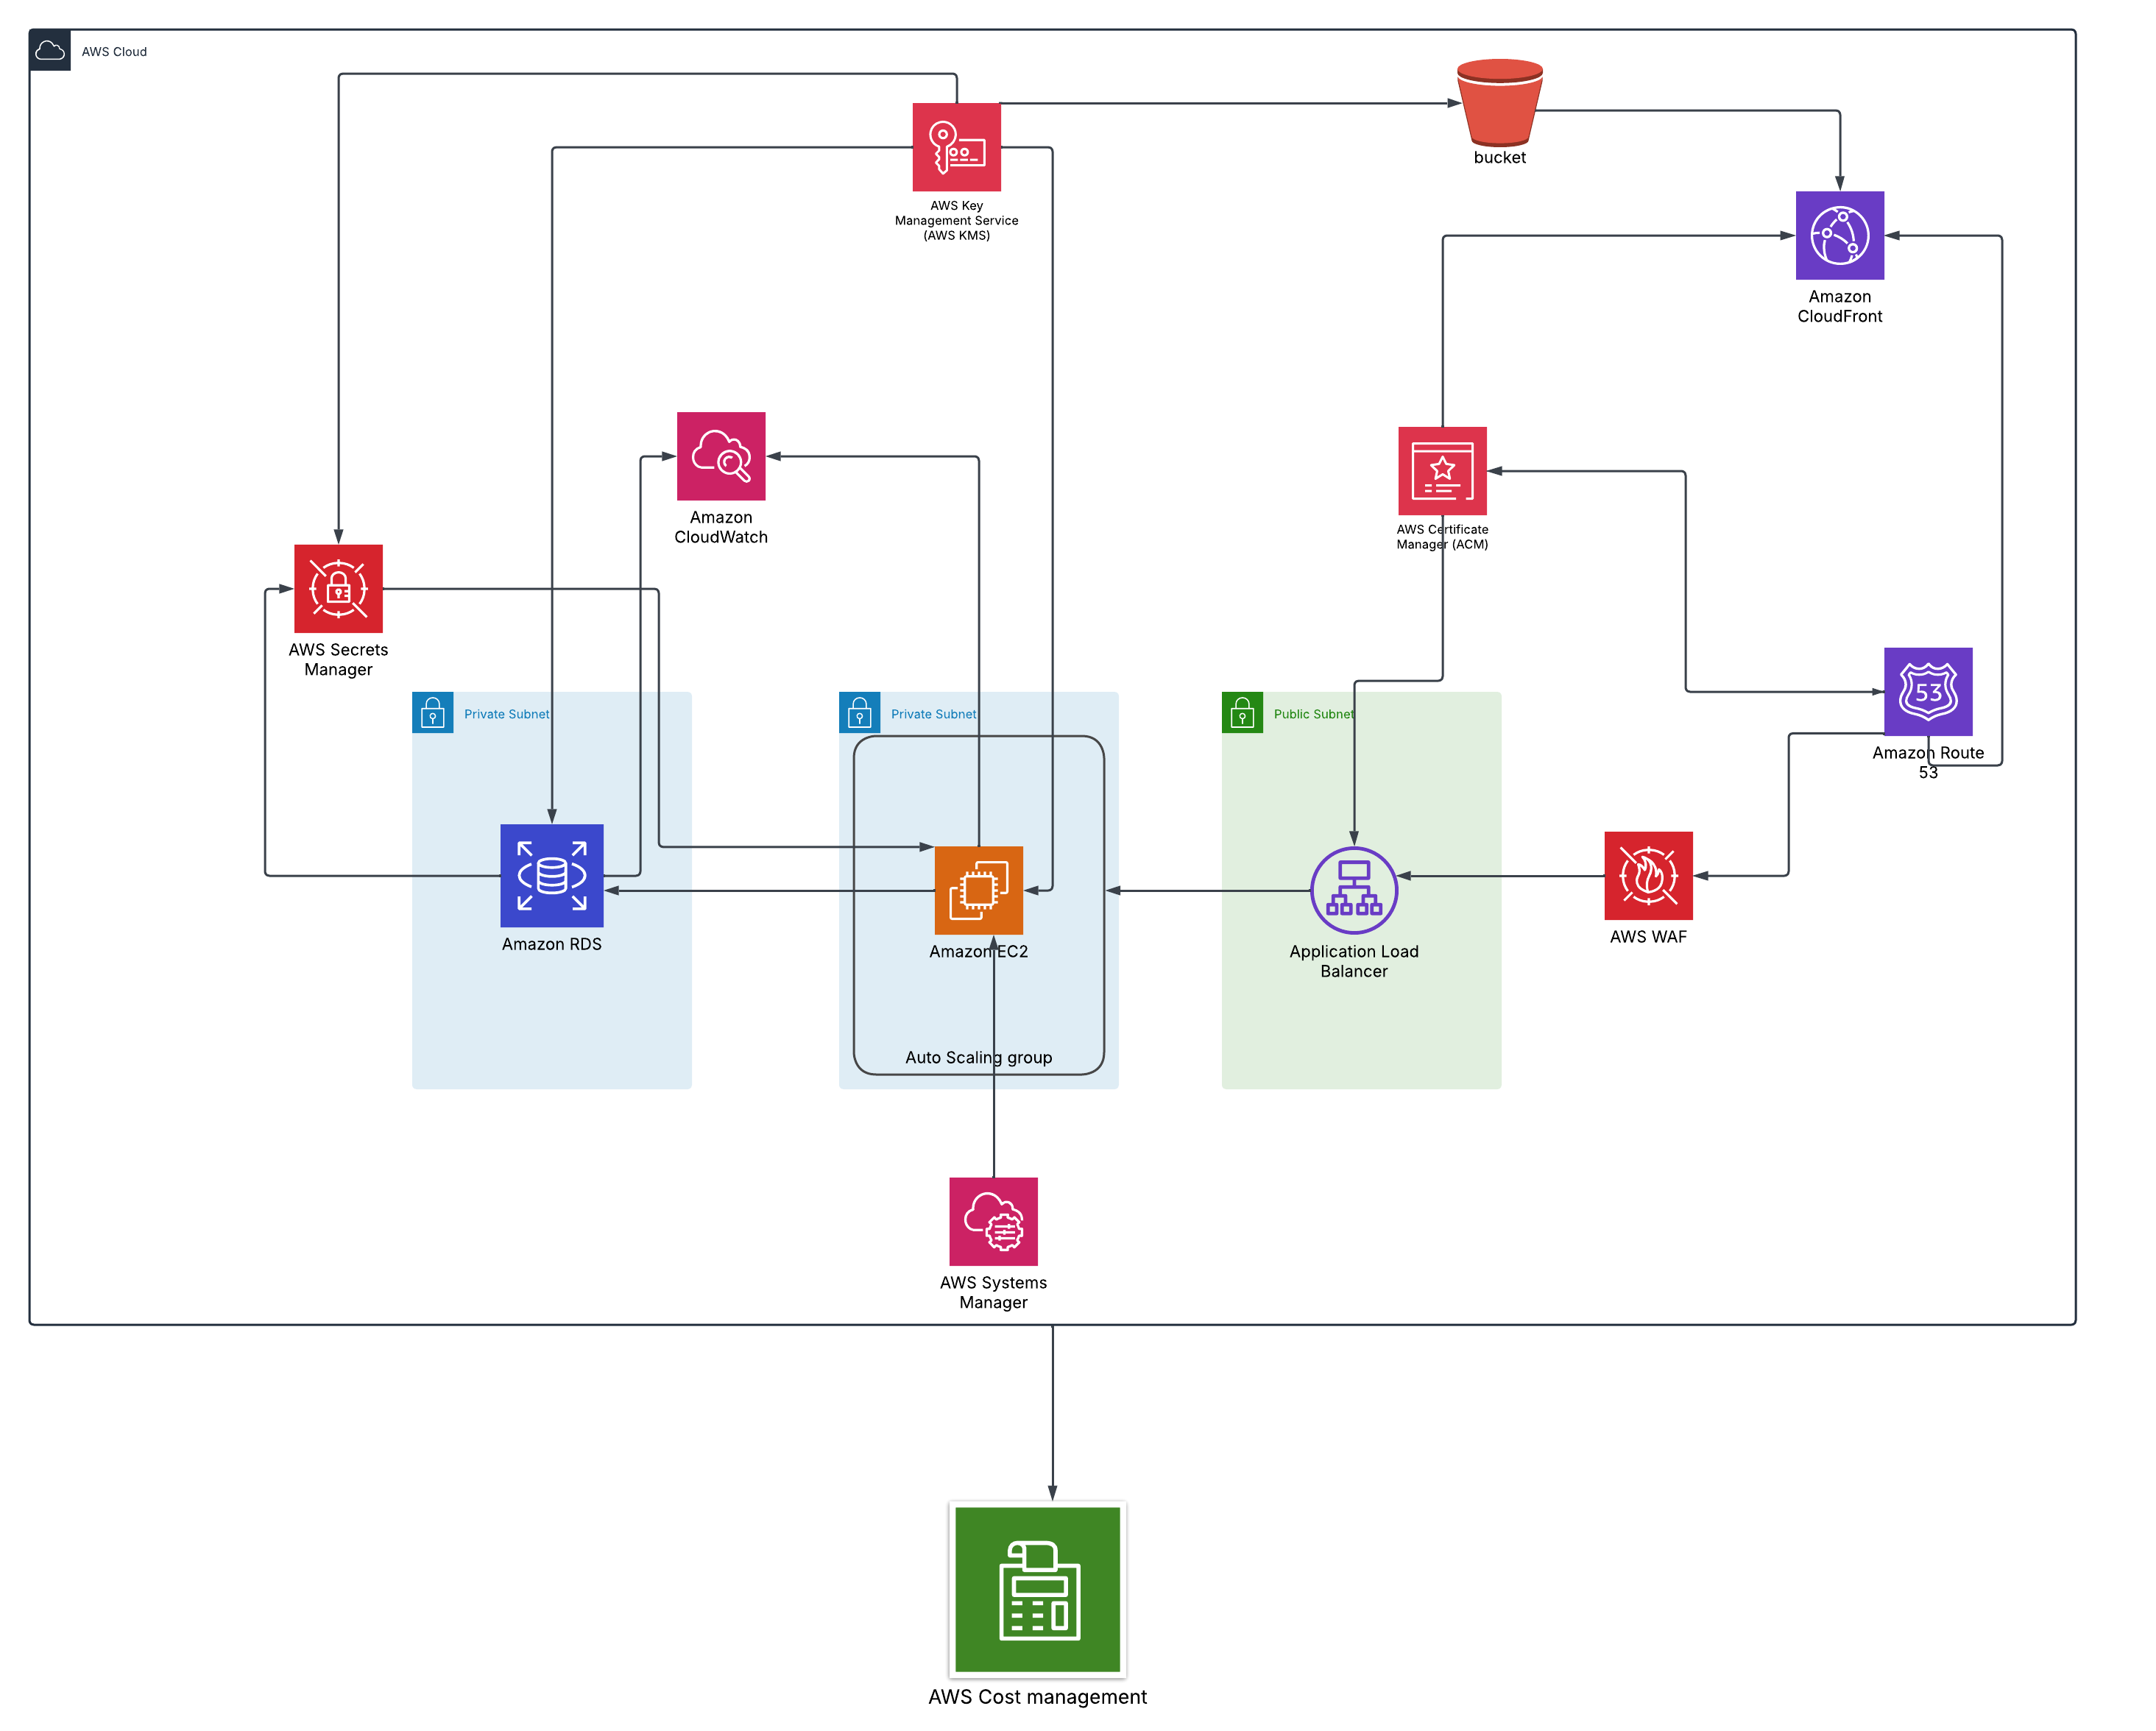 AWS Cloud
bucket
AWS Key
Management Service
(AWS KMS)
Amazon
CloudFront
Amazon
CloudWatch
AWS Certificate
Manager (ACM)
AWS Secrets
Manager
Private Subnet
Private Subnet
Public Subnet
53
Amazon Route
53
Amazon RDS
Amazon EC2
Application Load
Balancer
AWS WAF
Auto Scaling group
AWS Systems
Manager
AWS Cost management